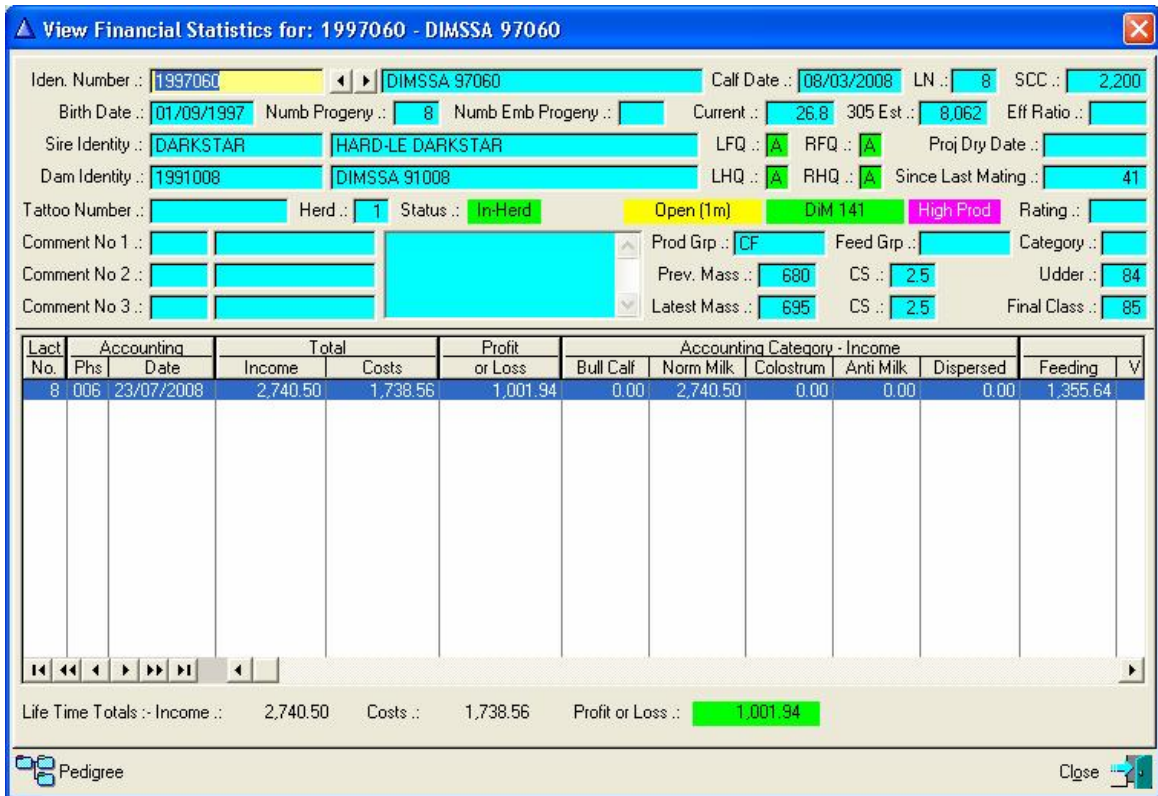 View Financial Statistics for: 1997060 - DIMSSA 97060
Iden. Number .: 1997060 DIMSSA 97060 Calf Date .: 08/03/2008 LN .: 8 SCC .: 2,200
Birth Date .: 01/09/1997 Numb Progeny .: 8 Numb Emb Progeny .: Current .: 26.8 305 Est .: 8,062 Eff Ratio .:
Sire Identity .: DARKSTAR HARD-LE DARKSTAR LFQ .: A RFQ .: A Proj Dry Date .:
Dam Identity .: 1991008 DIMSSA 91008 LHQ .: A RHQ .: A Since Last Mating .: 41
Tattoo Number .: Herd .: 1 Status .: In-Herd Open (1m) DiM 141 High Prod Rating .:
Comment No 1 .: Prod Grp .: CF Feed Grp .: Category .:
Comment No 2 .: Prev. Mass .: 680 CS .: 2.5 Udder .: 84
Comment No 3 .: Latest Mass .: 695 CS .: 2.5 Final Class .: 85
Lact Accounting Total Profit Accounting Category - Income
No. Phs Date Income Costs or Loss Bull Calf Norm Milk Colostrum Anti Milk Dispersed Feeding V
8 006 23/07/2008 2,740.50 1,738.56 1,001.94 0.00 2,740.50 0.00 0.00 0.00 1,355.64
Life Time Totals :- Income .: 2,740.50 Costs .: 1,738.56 Profit or Loss .: 1,001.94
Pedigree Close